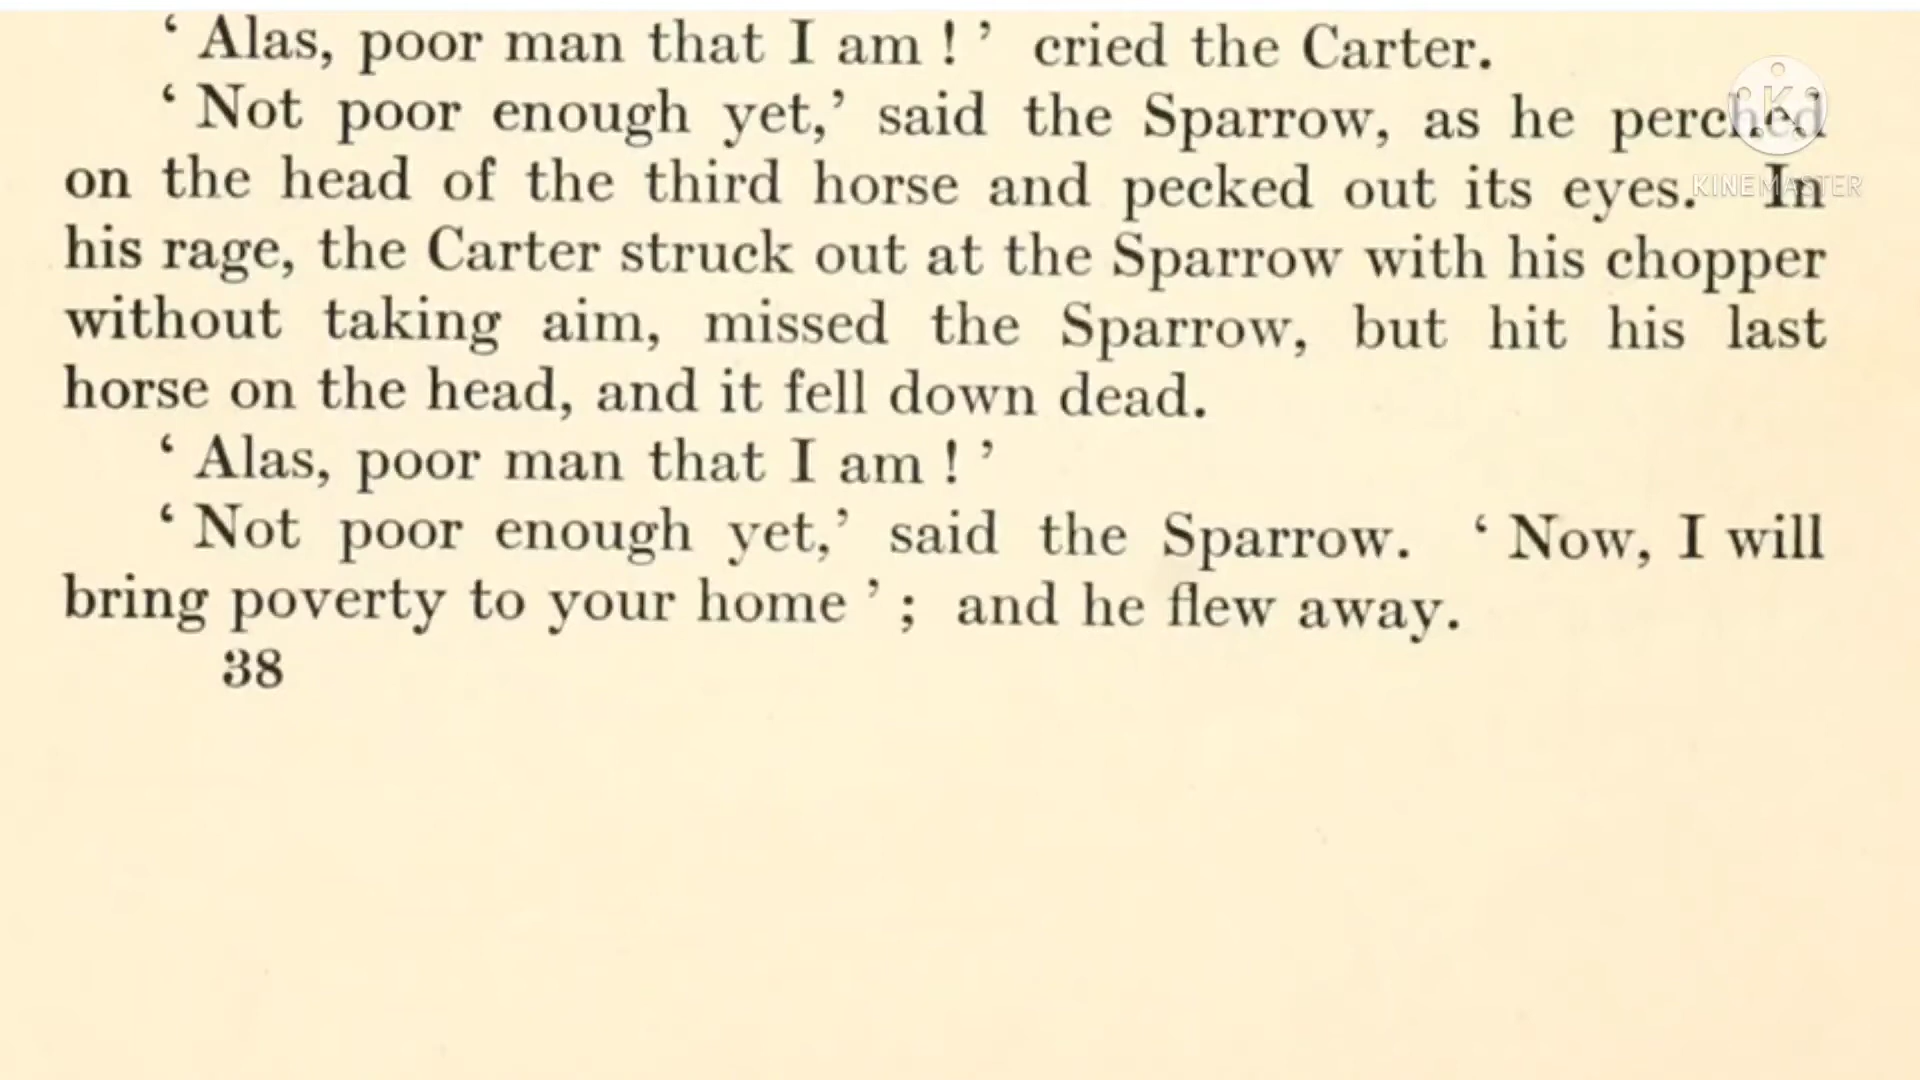 ‘ Alas, poor man that I am ! ’ cried the Carter.
‘ Not poor enough yet,’ said the Sparrow, as he perched
on the head of the third horse and pecked out its eyes. In
his rage, the Carter struck out at the Sparrow with his chopper
without taking aim, missed the Sparrow, but hit his last
horse on the head, and it fell down dead.
‘ Alas, poor man that I am ! ’
‘ Not poor enough yet,’ said the Sparrow. ‘ Now, I will
bring poverty to your home ’ ; and he flew away.
38
K
KINEMASTER